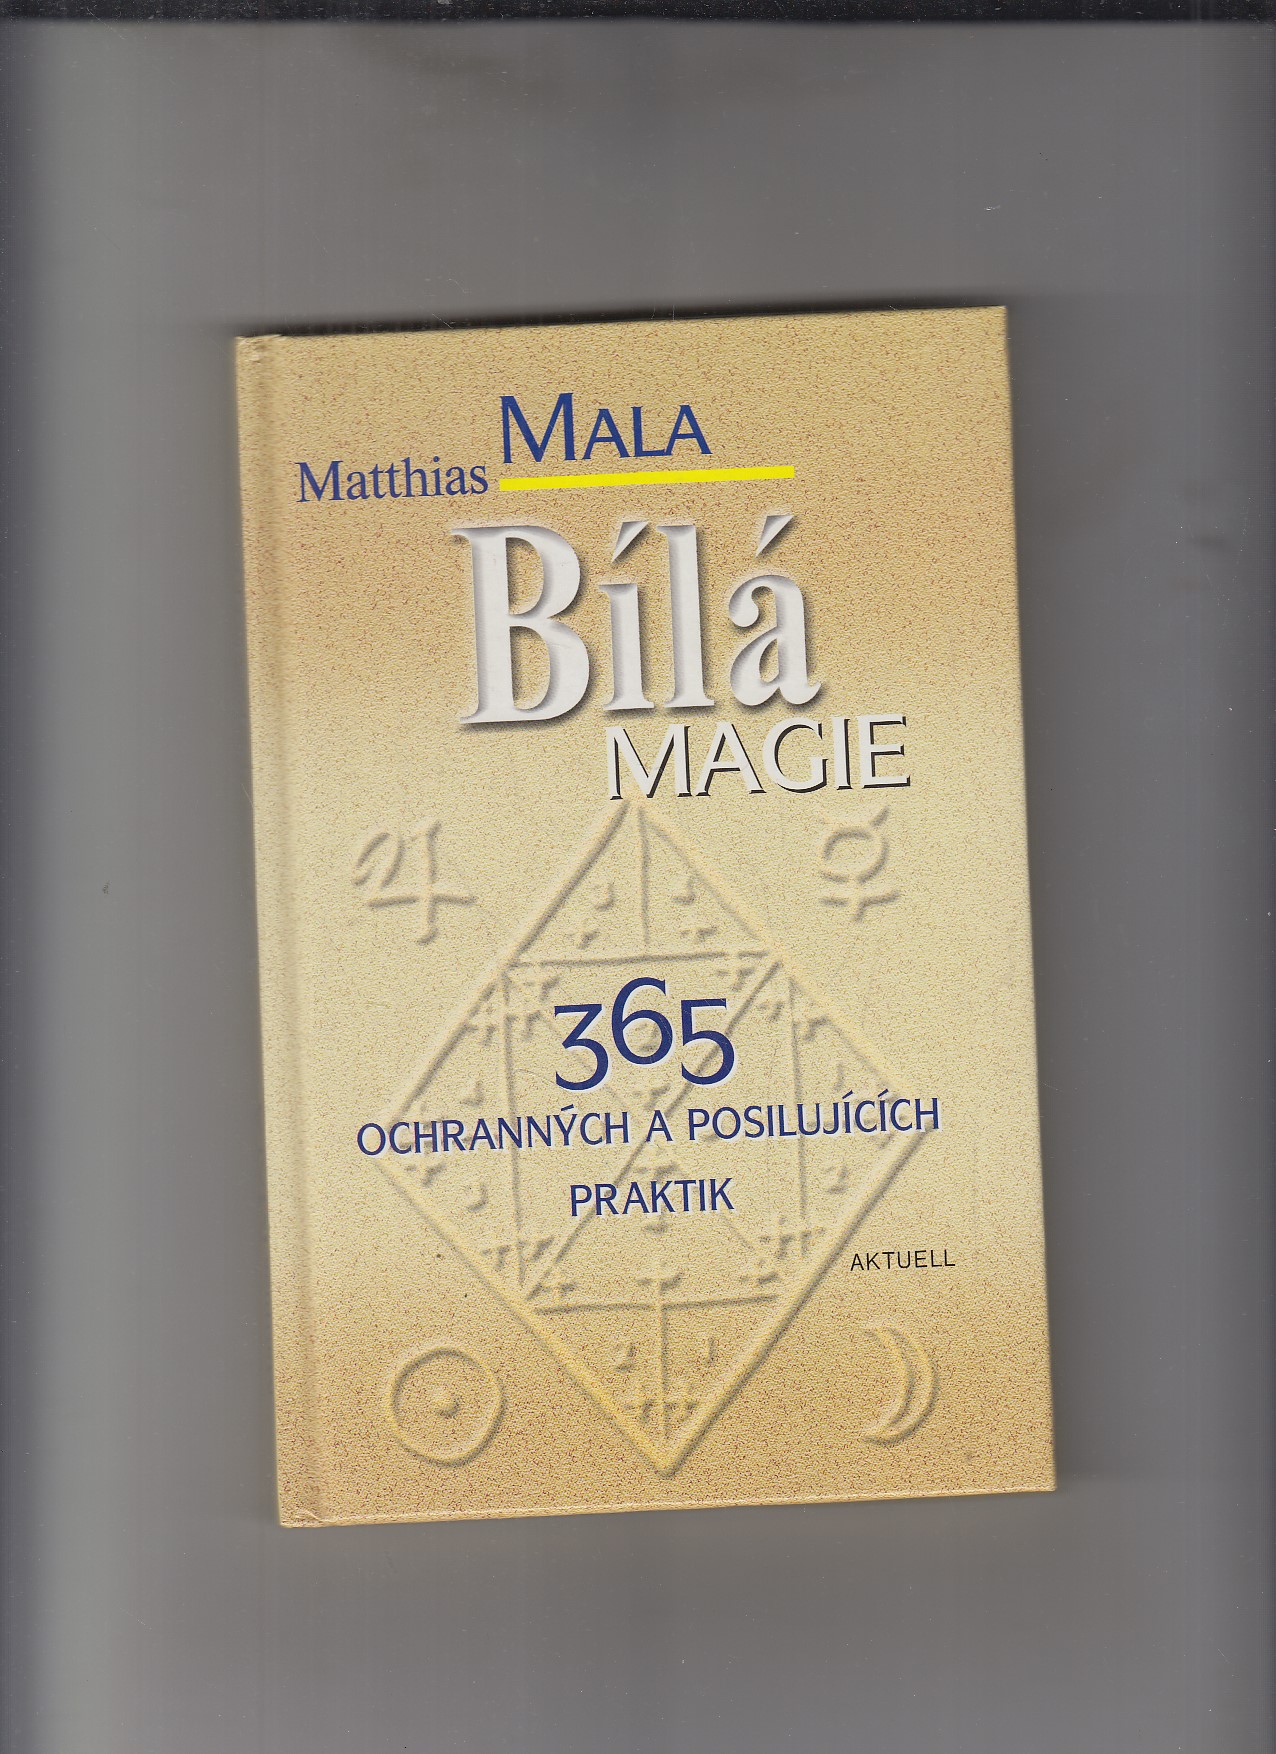 Matthias MALA
Bílá
MAGIE
365
OCHRANNÝCH A POSILUJÍCÍCH
PRAKTIK
AKTUELL